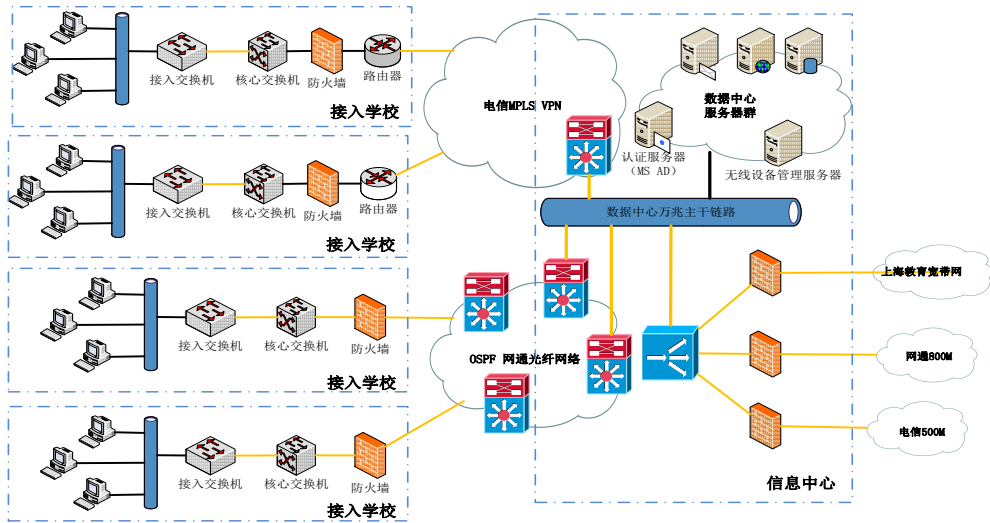 接入交换机
核心交换机
防火墙
路由器
接入学校
接入交换机
核心交换机
防火墙
路由器
接入学校
接入交换机
核心交换机
防火墙
接入学校
接入交换机
核心交换机
防火墙
接入学校
电信MPLS VPN
OSPF 网通光纤网络
数据中心
服务器群
认证服务器
（MS AD）
无线设备管理服务器
数据中心万兆主干链路
上海教育宽带网
网通800M
电信500M
信息中心